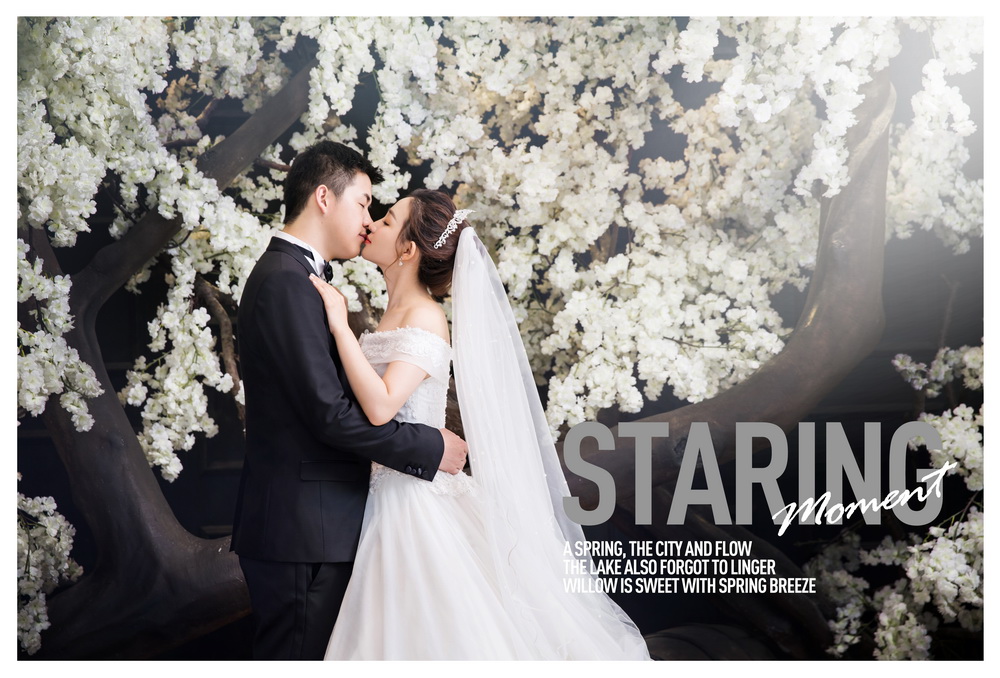 STARING
Moment
A SPRING, THE CITY AND FLOW
THE LAKE ALSO FORGOT TO LINGER
WILLOW IS SWEET WITH SPRING BREEZE